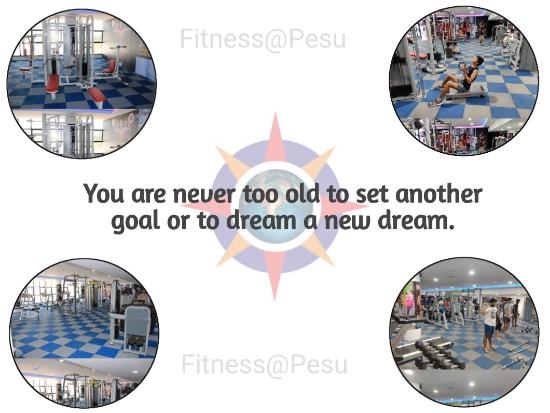 Fitness@Pesu
You are never too old to set another
goal or to dream a new dream.
Fitness@Pesu